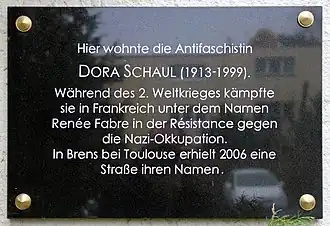 Hier wohnte die Antifaschistin
DORA SCHAUL (1913-1999).
Während des 2. Weltkrieges kämpfte
sie in Frankreich unter dem Namen
Renée Fabre in der Résistance gegen
die Nazi-Okkupation.
In Brens bei Toulouse erhielt 2006 eine
Straße ihren Namen.